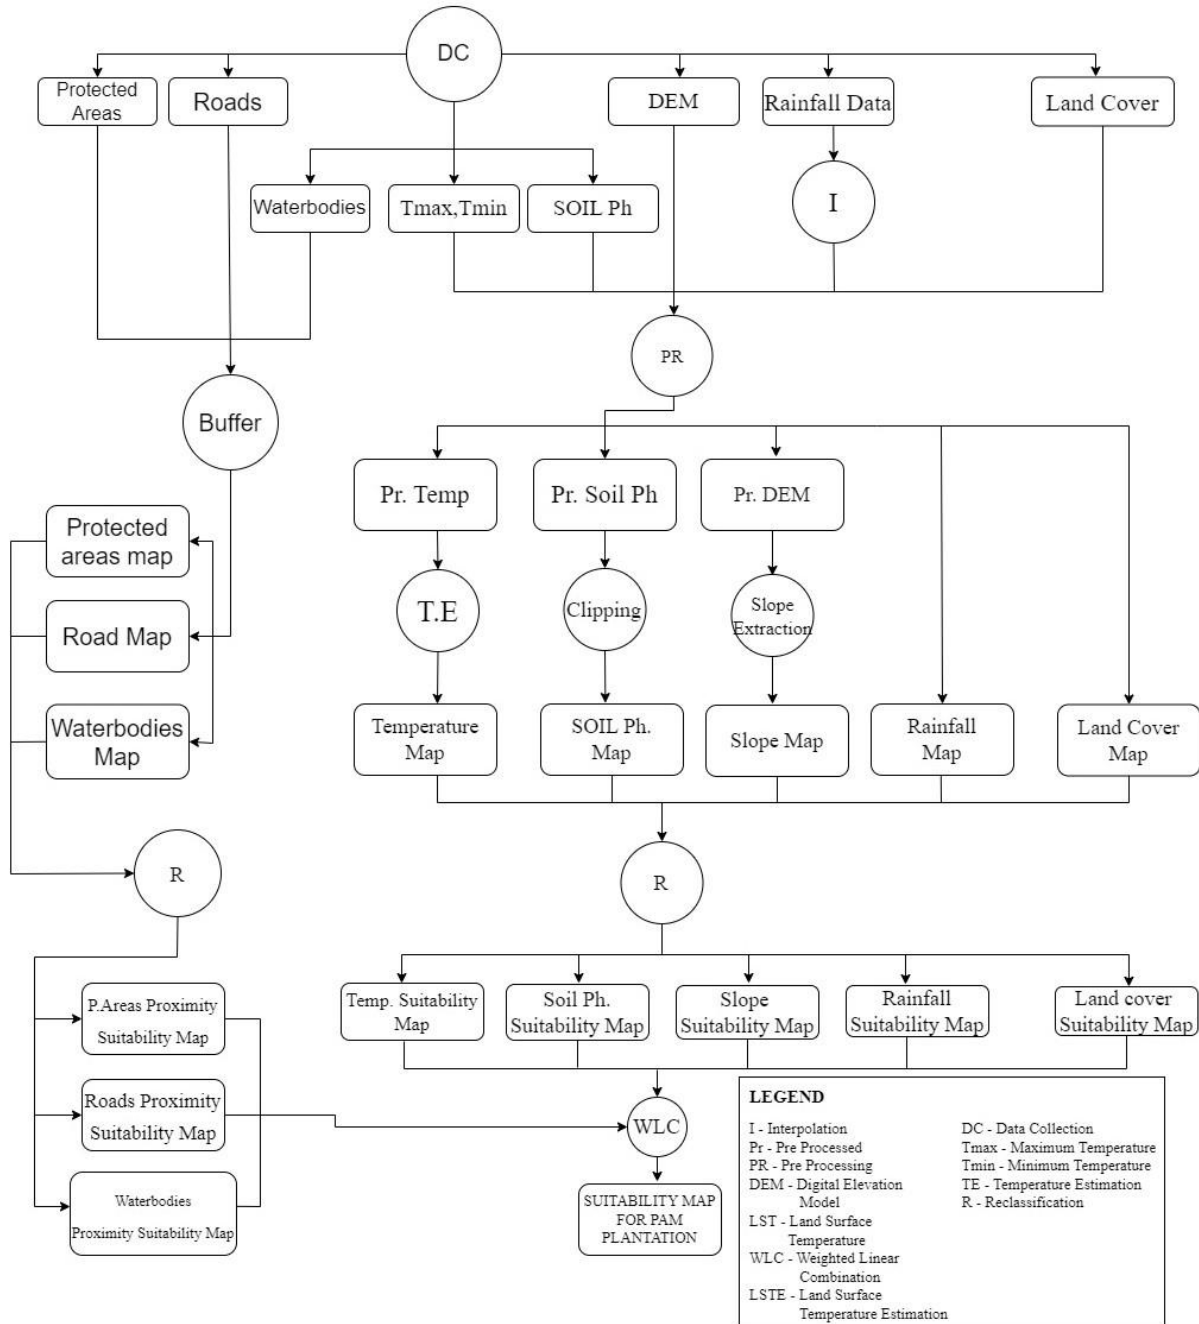 DC
Protected
Areas
Roads
DEM
Rainfall Data
Land Cover
Waterbodies
Tmax,Tmin
SOIL Ph
I
PR
Buffer
Pr. Temp
Pr. Soil Ph
Pr. DEM
Protected
areas map
T.E
Clipping
Slope
Extraction
Road Map
Waterbodies
Map
Temperature
Map
SOIL Ph.
Map
Slope Map
Rainfall
Map
Land Cover
Map
R
R
P.Areas Proximity
Suitability Map
Temp. Suitability
Map
Soil Ph.
Suitability Map
Slope
Suitability Map
Rainfall
Suitability Map
Land cover
Suitability Map
Roads Proximity
Suitability Map
WLC
Waterbodies
Proximity Suitability Map
SUITABILITY MAP
FOR PAM
PLANTATION
LEGEND
I - Interpolation
Pr - Pre Processed
PR - Pre Processing
DEM - Digital Elevation
Model
LST - Land Surface
Temperature
WLC - Weighted Linear
Combination
LSTE - Land Surface
Temperature Estimation
DC - Data Collection
Tmax - Maximum Temperature
Tmin - Minimum Temperature
TE - Temperature Estimation
R - Reclassification